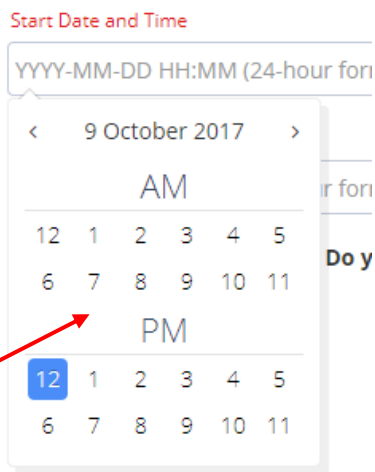 Start Date and Time
YYYY-MM-DD HH:MM (24-hour forr
< 9 October 2017 >
AM
r forr
12 1 2 3 4 5
Do y
6 7 8 9 10 11
PM
12 1 2 3 4 5
6 7 8 9 10 11